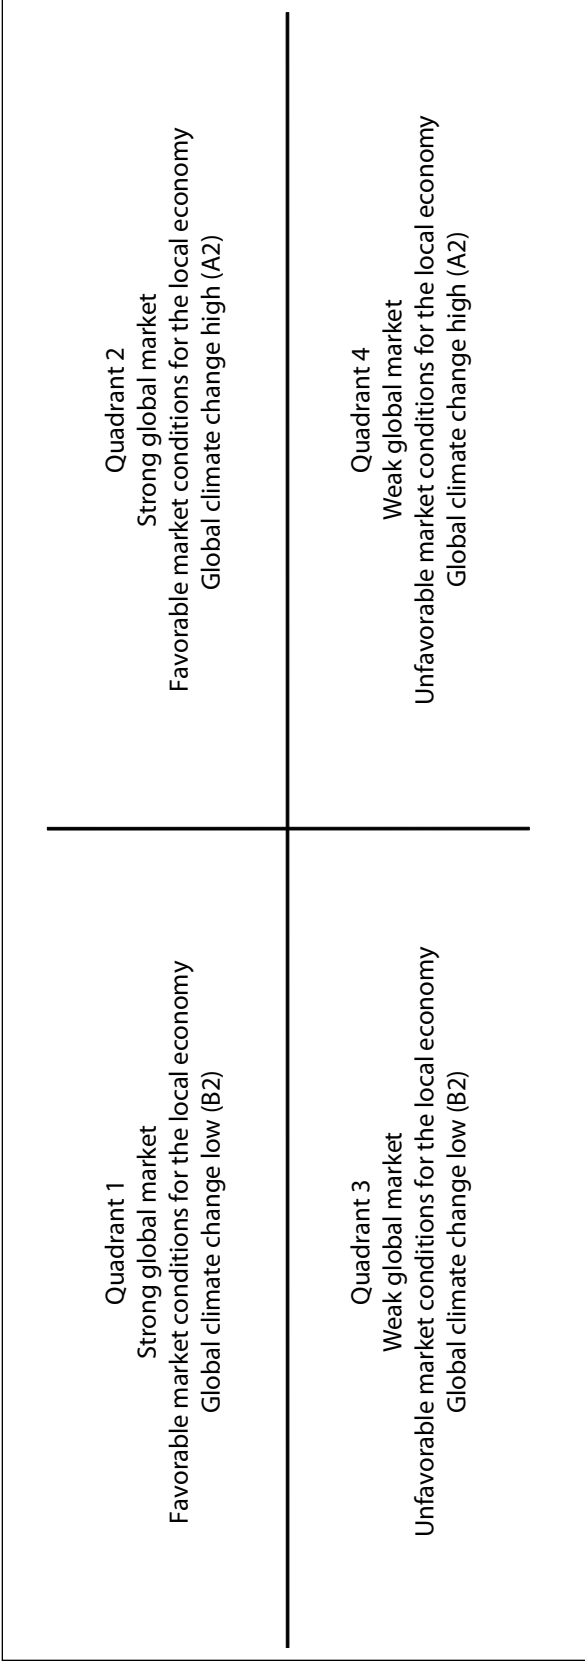 Quadrant 1
Strong global market
Favorable market conditions for the local economy
Global climate change low (B2)
Quadrant 2
Strong global market
Favorable market conditions for the local economy
Global climate change high (A2)
Quadrant 3
Weak global market
Unfavorable market conditions for the local economy
Global climate change low (B2)
Quadrant 4
Weak global market
Unfavorable market conditions for the local economy
Global climate change high (A2)